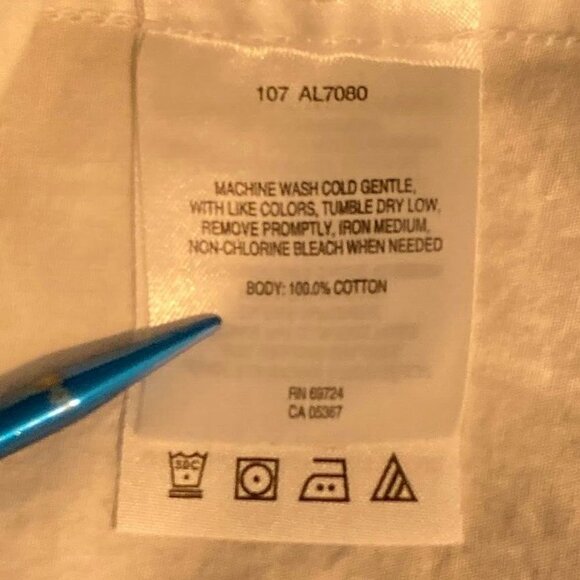 107 AL7080
MACHINE WASH COLD GENTLE,
WITH LIKE COLORS, TUMBLE DRY LOW,
REMOVE PROMPTLY, IRON MEDIUM,
NON-CHLORINE BLEACH WHEN NEEDED
BODY: 100.0% COTTON
RN 69724
CA 05367
30C